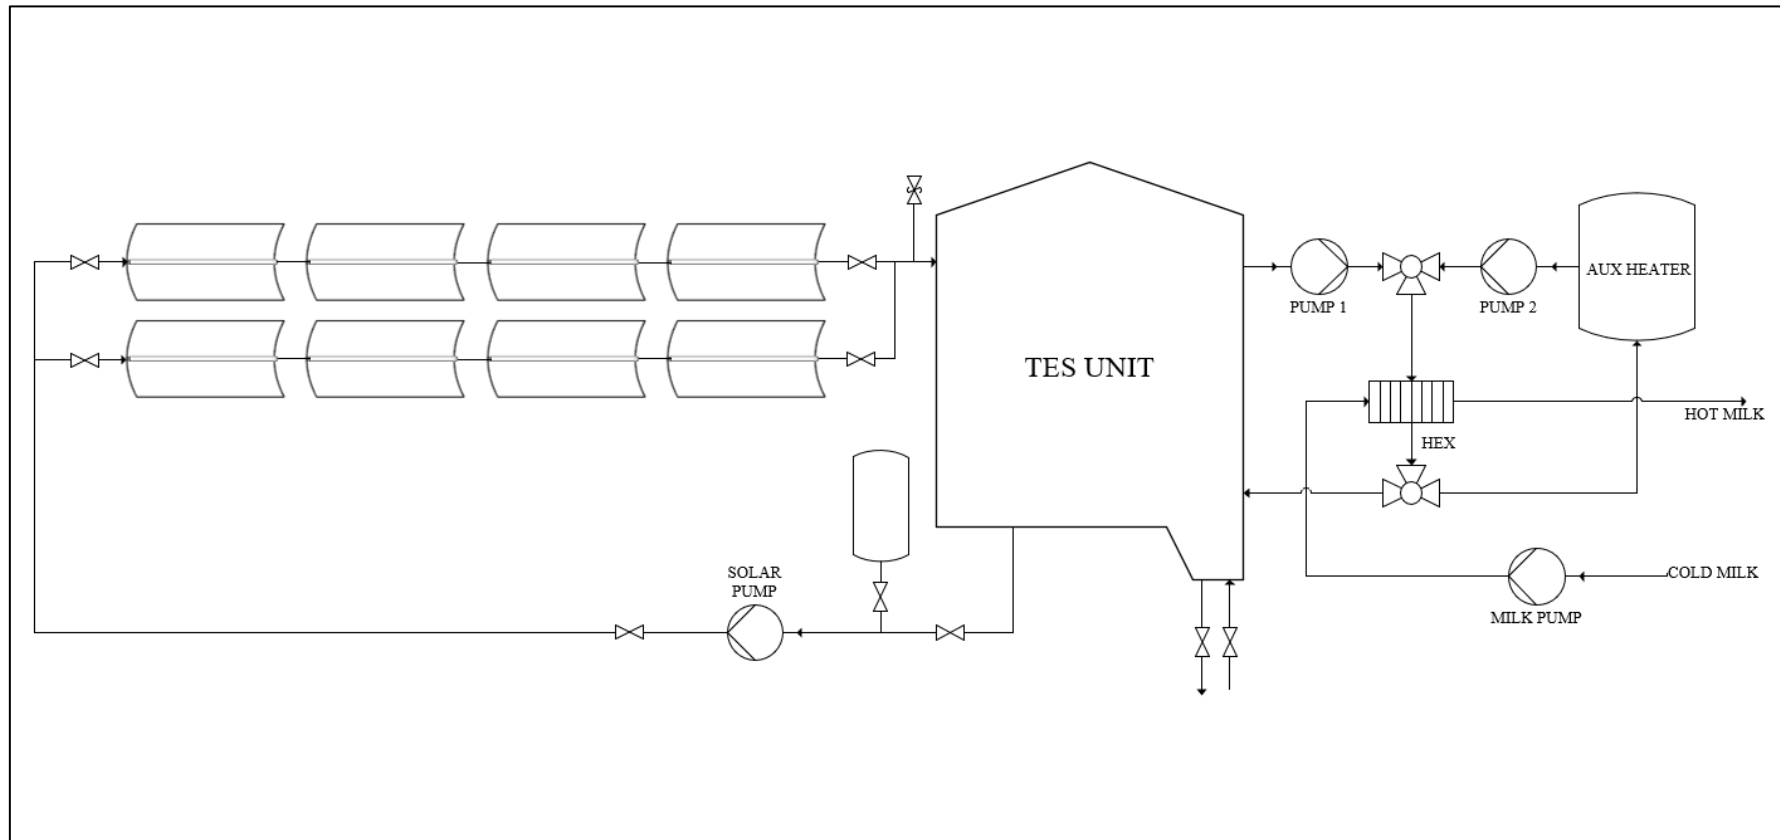 TES UNIT
PUMP 1
PUMP 2
AUX HEATER
HOT MILK
HEX
SOLAR
PUMP
COLD MILK
MILK PUMP